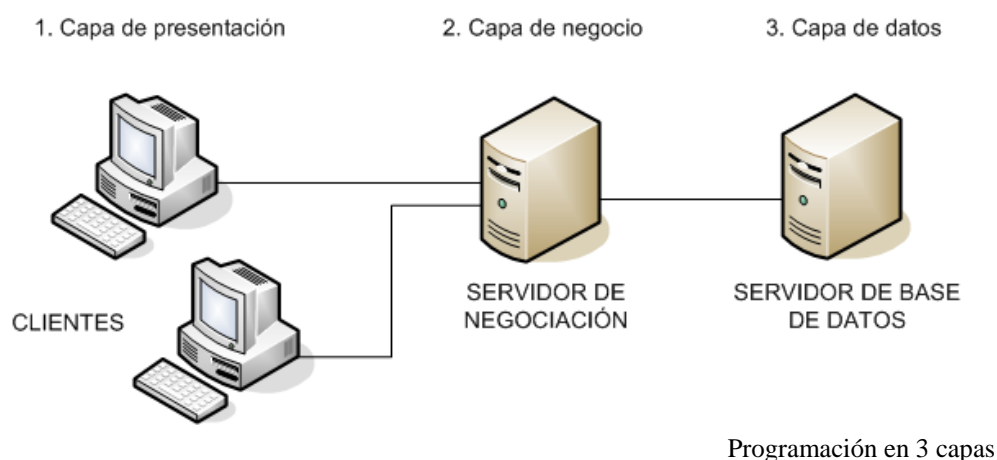 1. Capa de presentación
2. Capa de negocio
3. Capa de datos
CLIENTES
SERVIDOR DE
NEGOCIACIÓN
SERVIDOR DE BASE
DE DATOS
Programación en 3 capas